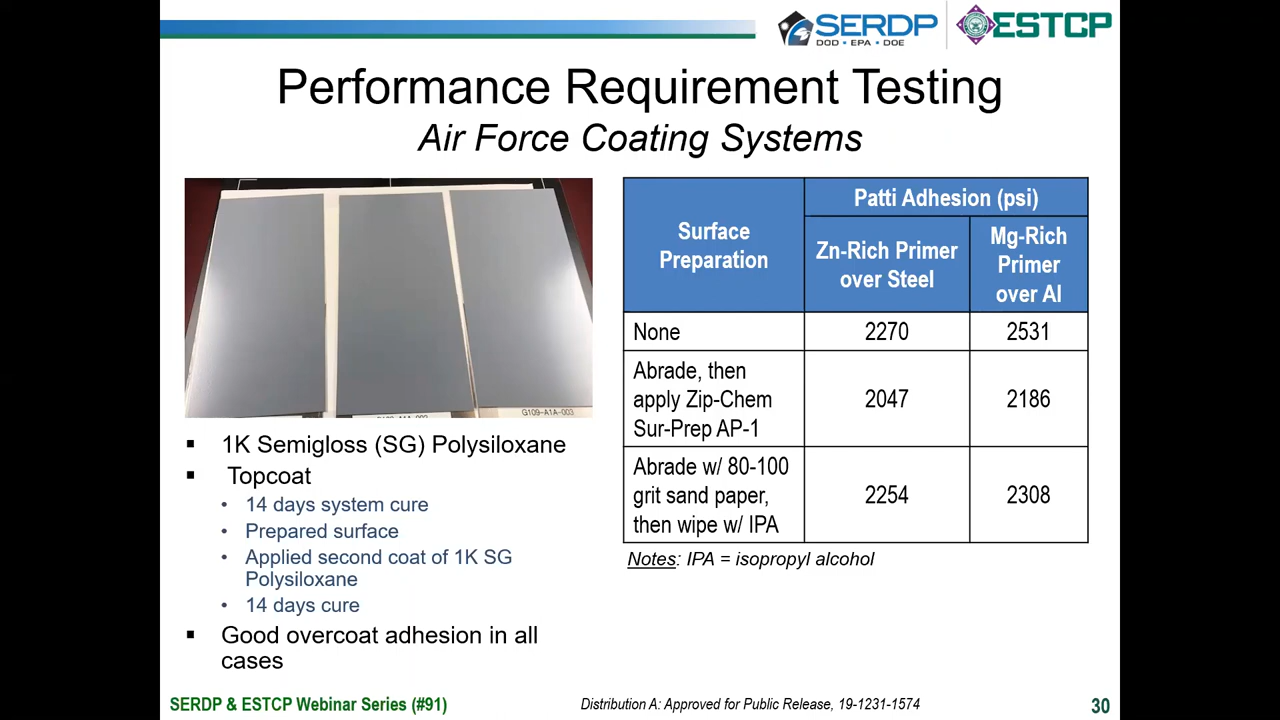 SERDP
DOD • EPA • DOE
ESTCP
Performance Requirement Testing
Air Force Coating Systems
G109-A1A-003
▪ 1K Semigloss (SG) Polysiloxane
▪ Topcoat
• 14 days system cure
• Prepared surface
• Applied second coat of 1K SG
Polysiloxane
• 14 days cure
▪ Good overcoat adhesion in all
cases
Surface
Preparation
Patti Adhesion (psi)
Zn-Rich Primer
over Steel
Mg-Rich
Primer
over Al
None
2270
2531
Abrade, then
apply Zip-Chem
Sur-Prep AP-1
2047
2186
Abrade w/ 80-100
grit sand paper,
then wipe w/ IPA
2254
2308
Notes: IPA = isopropyl alcohol
SERDP & ESTCP Webinar Series (#91)
Distribution A: Approved for Public Release, 19-1231-1574
30